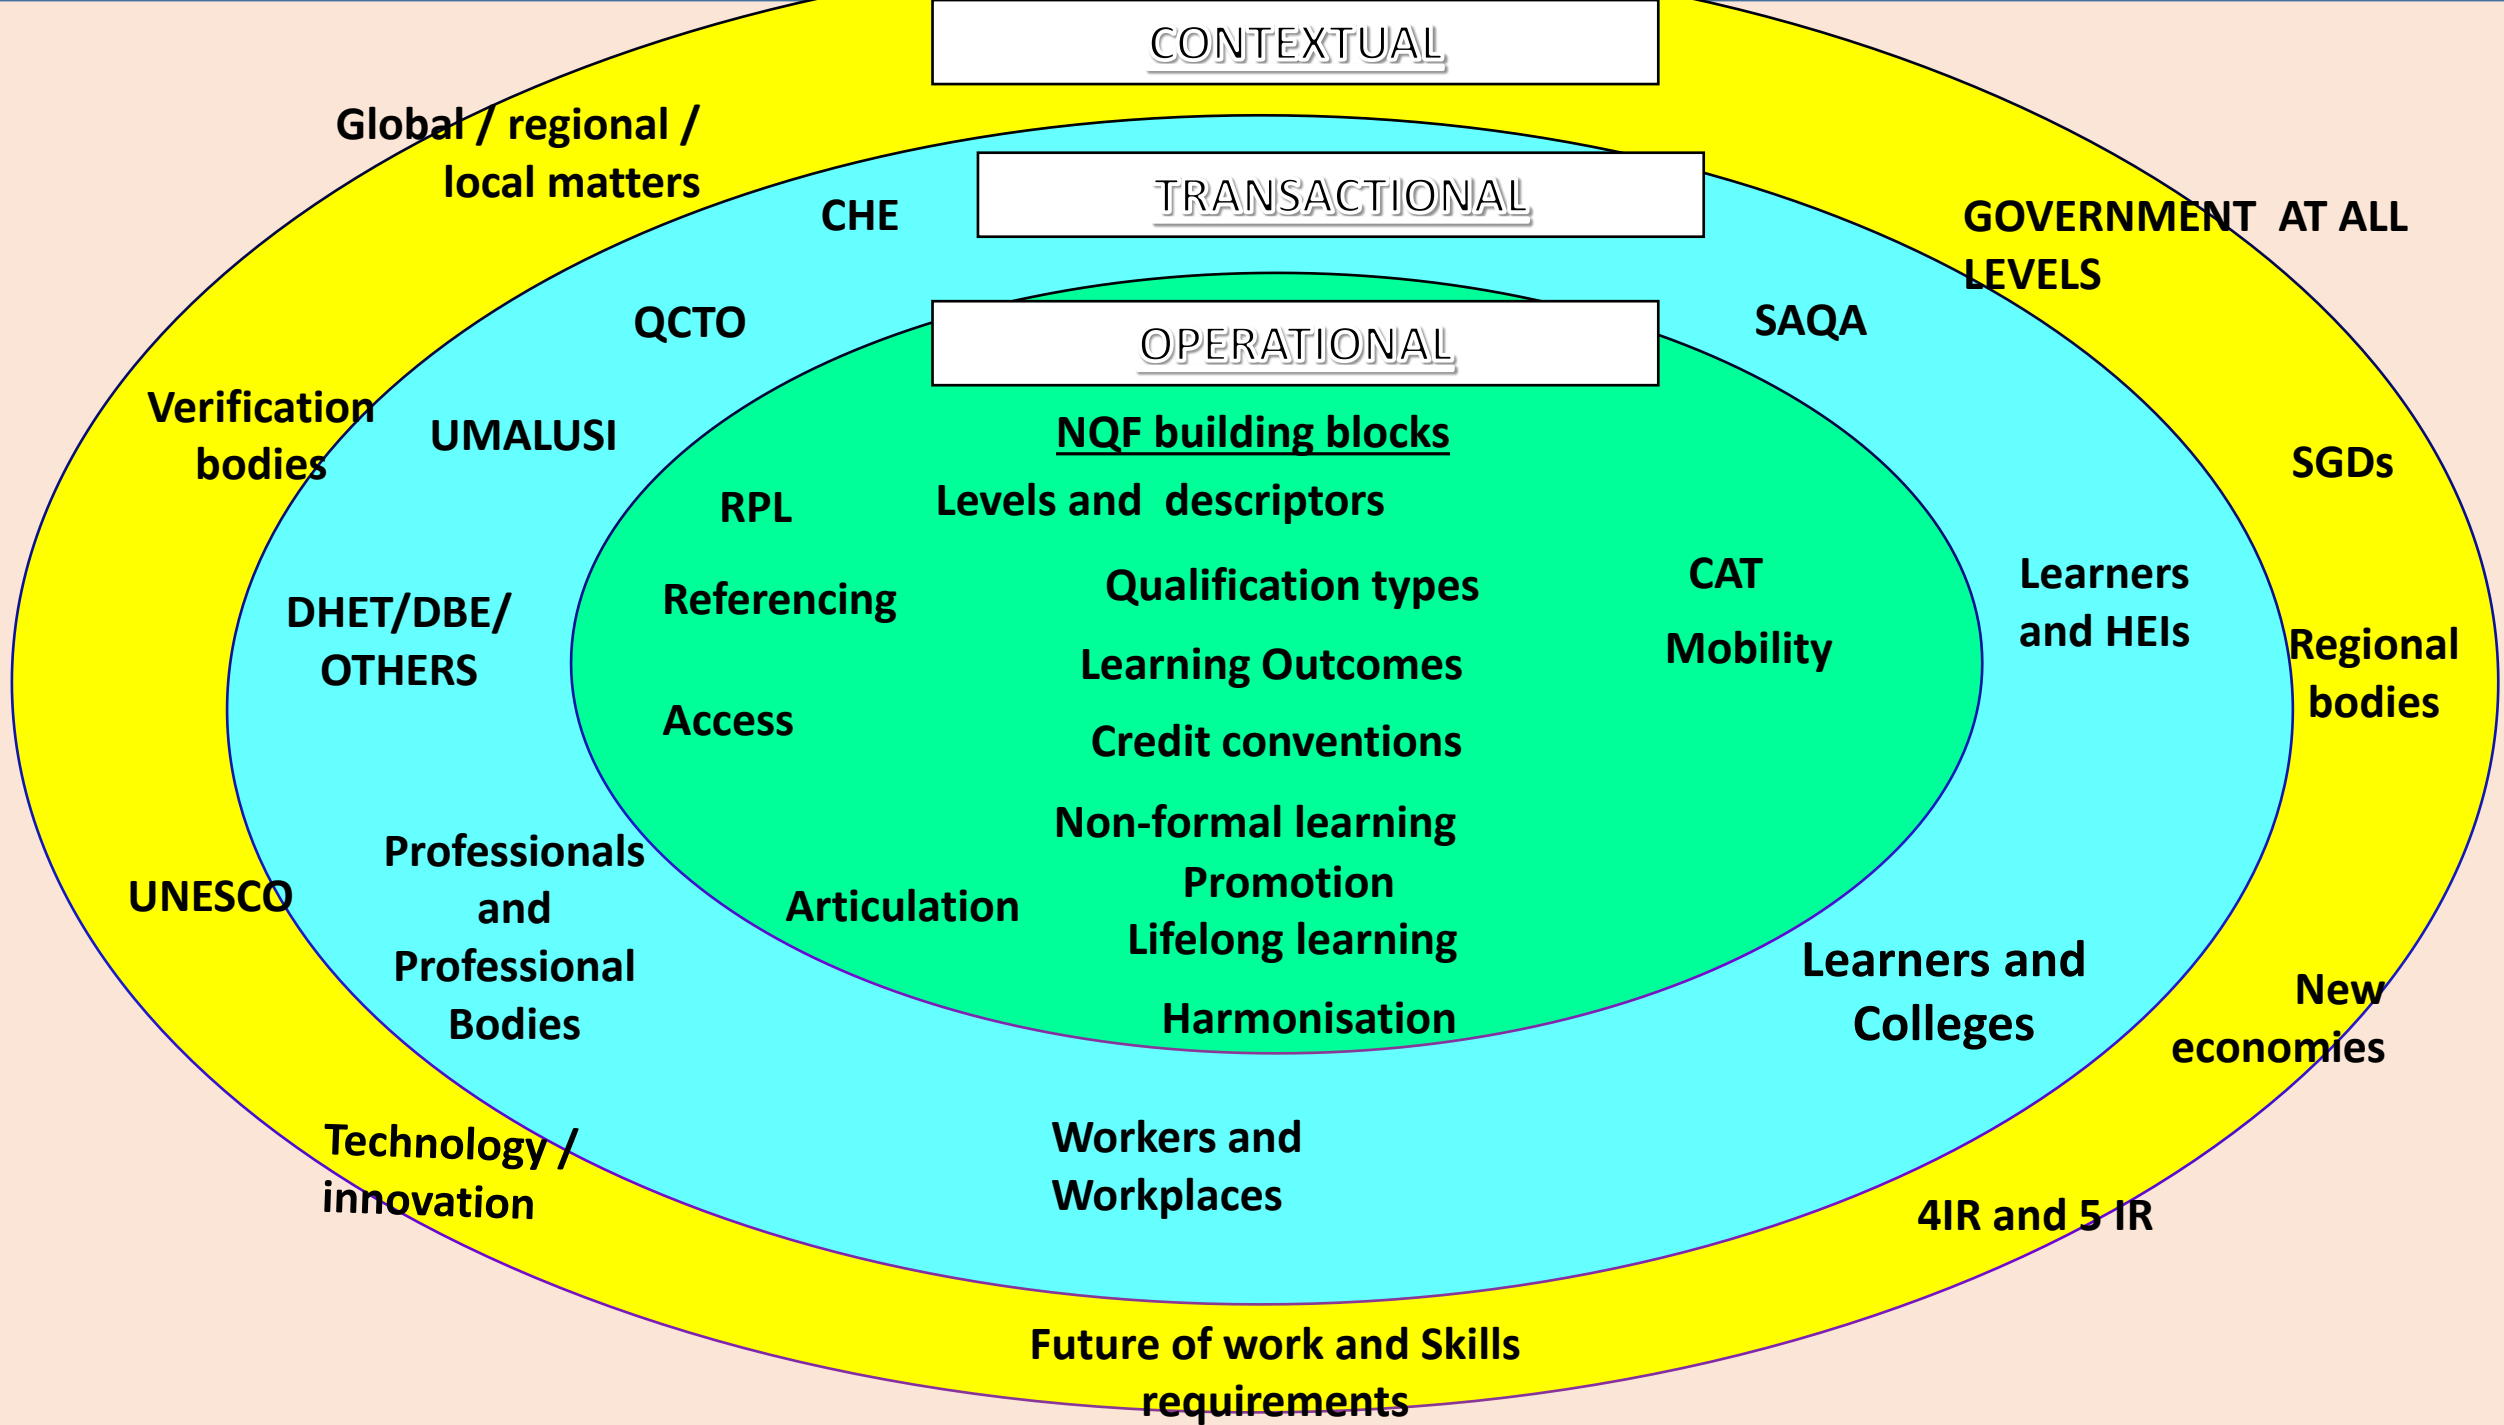 CONTEXTUAL
Global / regional /
local matters
TRANSACTIONAL
CHE
GOVERNMENT  AT ALL
LEVELS
QCTO
SAQA
OPERATIONAL
Verification
bodies
UMALUSI
NQF building blocks
SGDs
RPL
Levels and  descriptors
Referencing
Qualification types
CAT
Learners
and HEIs
DHET/DBE/
OTHERS
Learning Outcomes
Mobility
Regional
bodies
Access
Credit conventions
Non-formal learning
Professionals
and
Professional
Bodies
UNESCO
Articulation
Promotion
Lifelong learning
Learners and
Colleges
New
economies
Harmonisation
Technology /
innovation
Workers and
Workplaces
4IR and 5 IR
Future of work and Skills
requirements